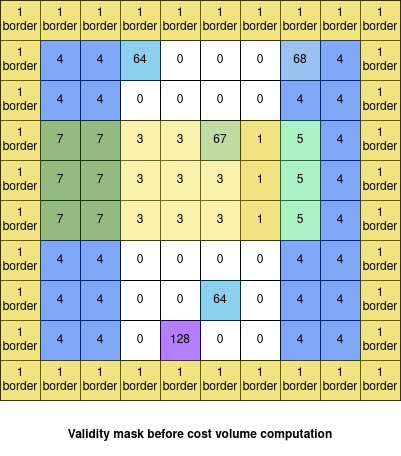 1 1 1 1 1 1 1 1 1 1
border border border border border border border border border border
1 4 4 64 0 0 0 68 4 1
border border
1 4 4 0 0 0 0 4 4 1
border border
1 7 7 3 3 67 1 5 4 1
border border
1 7 7 3 3 3 1 5 4 1
border border
1 7 7 3 3 3 1 5 4 1
border border
1 4 4 0 0 0 0 4 4 1
border border
1 4 4 0 0 64 0 4 4 1
border border
1 4 4 0 128 0 0 4 4 1
border border
1 1 1 1 1 1 1 1 1 1
border border border border border border border border border border
Validity mask before cost volume computation